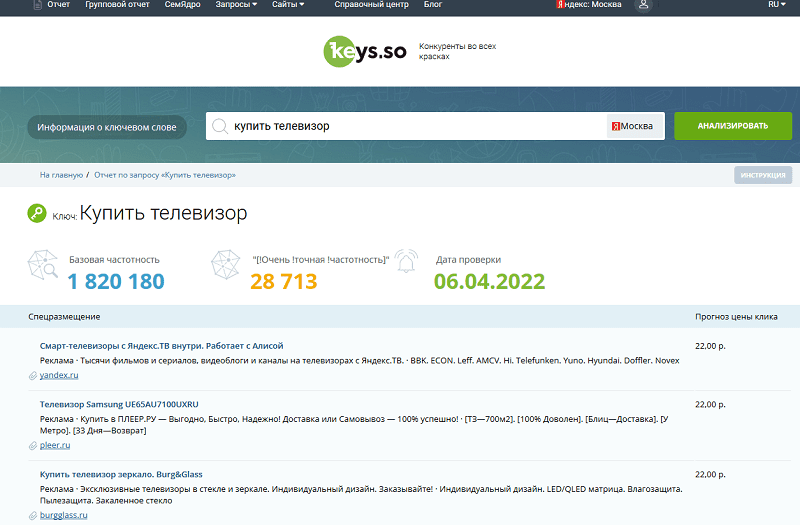 Отчет Групповой отчет СемЯдро Запросы Сайты Справочный центр Блог Яндекс: Москва RU
keys.so Конкуренты во всех
красках
Информация о ключевом слове купить телевизор Я Москва АНАЛИЗИРОВАТЬ
На главную / Отчет по запросу «Купить телевизор» ИНСТРУКЦИЯ
Ключ: Купить телевизор
Базовая частотность "[!Очень !точная !частотность]" Дата проверки
1 820 180 28 713 06.04.2022
Спецразмещение Прогноз цены клика
Смарт-телевизоры с Яндекс.ТВ внутри. Работает с Алисой 22,00 р.
Реклама · Тысячи фильмов и сериалов, видеоблоги и каналы на телевизорах с Яндекс.ТВ. · BBK. ECON. Leff. AMCV. Hi. Telefunken. Yuno. Hyundai. Doffler. Novex
yandex.ru
Телевизор Samsung UE65AU7100UXRU 22,00 р.
Реклама · Купить в ПЛЕЕР.РУ — Выгодно, Быстро, Надежно! Доставка или Самовывоз — 100% успешно! · [ТЗ—700м2]. [100% Доволен]. [Блиц—Доставка]. [У
Метро]. [33 Дня—Возврат]
pleer.ru
Купить телевизор зеркало. Burg&Glass 22,00 р.
Реклама · Эксклюзивные телевизоры в стекле и зеркале. Индивидуальный дизайн. Заказывайте! · Индивидуальный дизайн. LED/QLED матрица. Влагозащита.
Пылезащита. Закаленное стекло
burgglass.ru